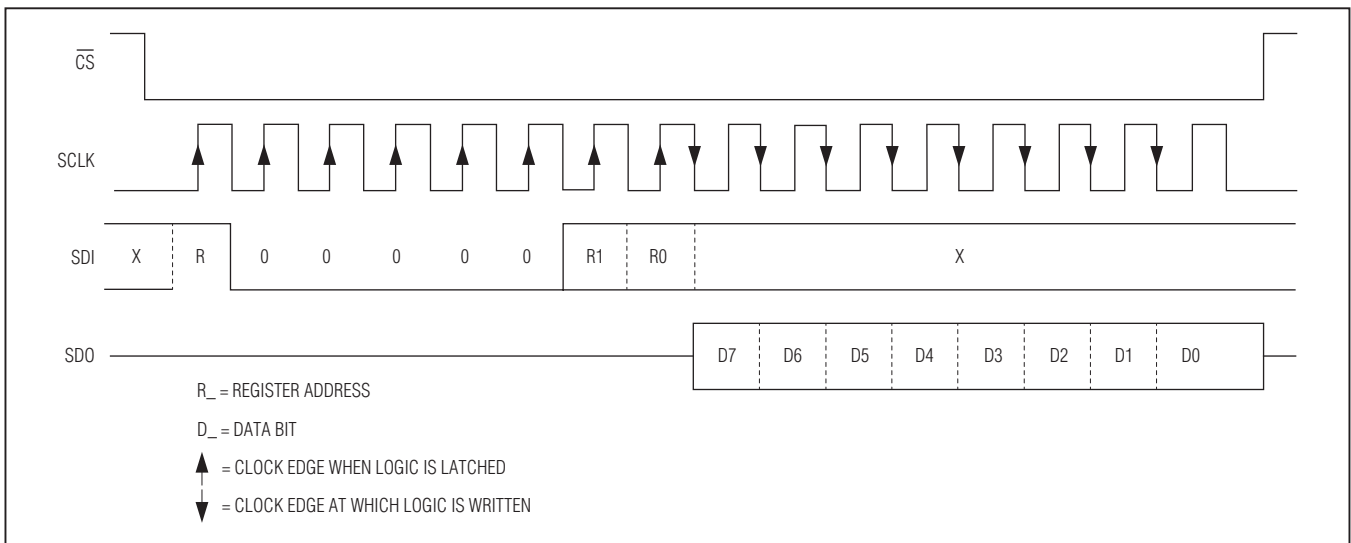 CS
SCLK
SDI X R 0 0 0 0 0 R1 R0 X
SDO D7 D6 D5 D4 D3 D2 D1 D0
R_ = REGISTER ADDRESS
D_ = DATA BIT
= CLOCK EDGE WHEN LOGIC IS LATCHED
= CLOCK EDGE AT WHICH LOGIC IS WRITTEN